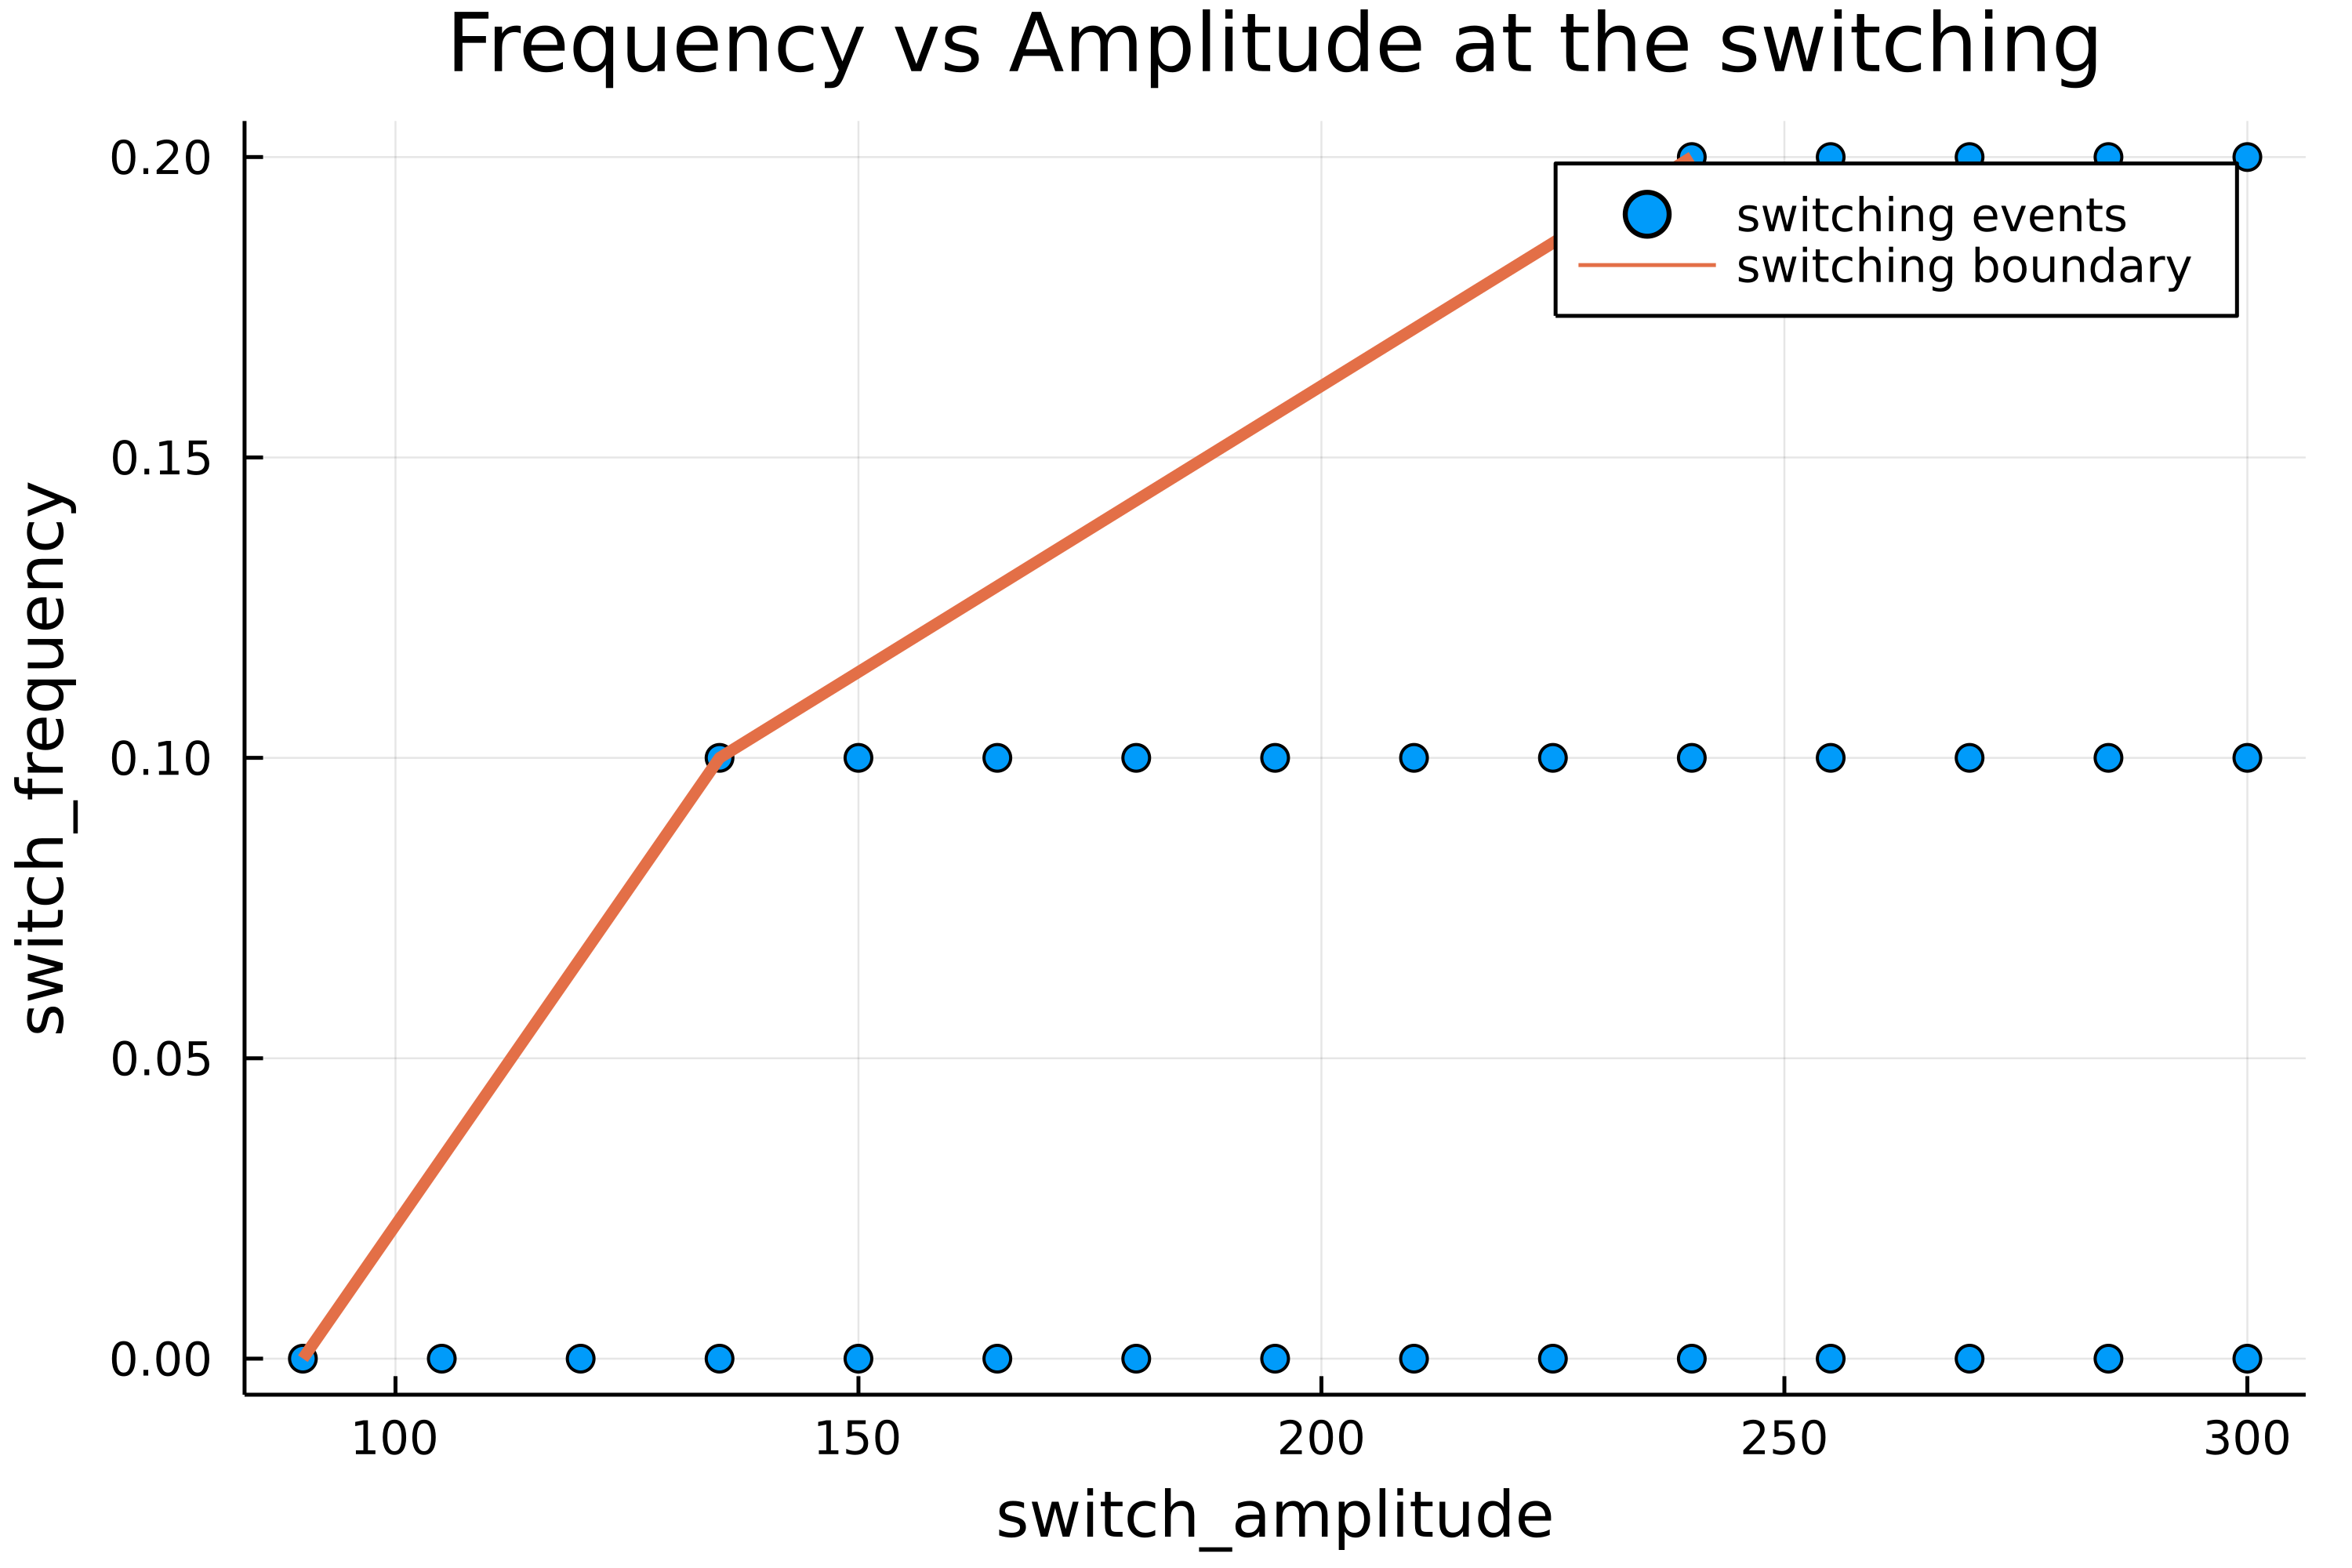 Frequency vs Amplitude at the switching
0.20
switching events
switching boundary
0.15
0.10
0.05
0.00
switch_frequency
100 150 200 250 300
switch_amplitude